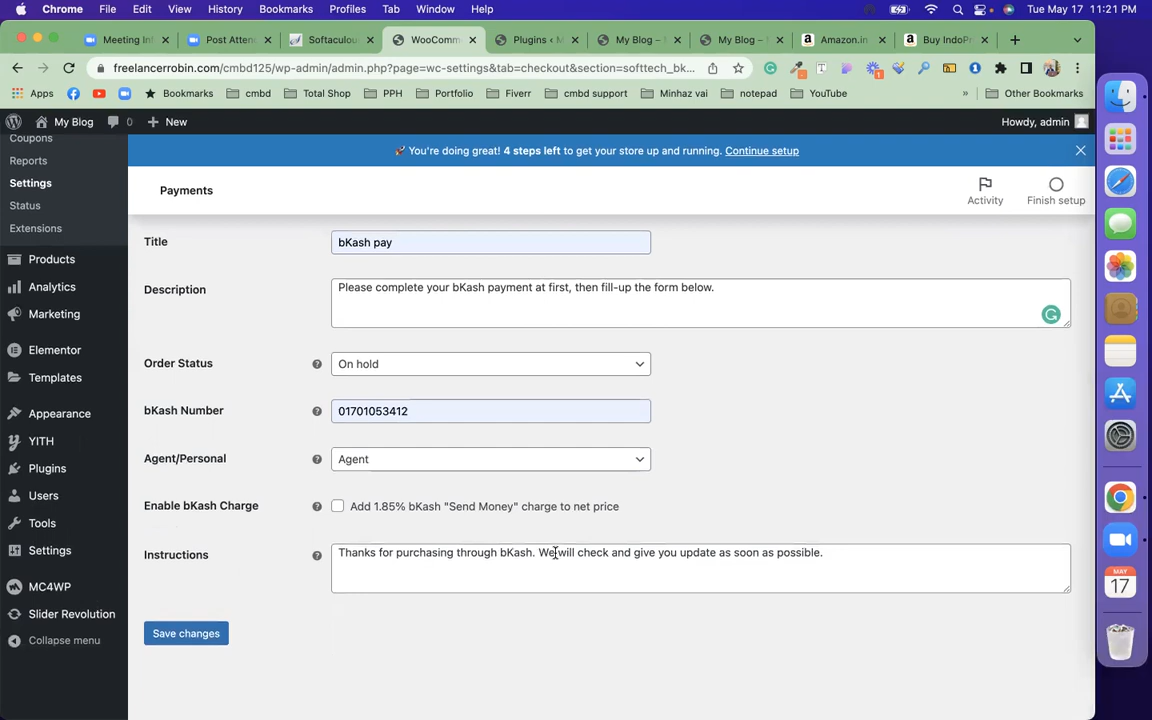 Chrome File Edit View History Bookmarks Profiles Tab Window Help Tue May 17 11:21 PM
Meeting In Post Atten Softaculou WooComm Plugins < M My Blog – My Blog – Amazon.in Buy IndoP
freelancerrobin.com/cmbd125/wp-admin/admin.php?page=wc-settings&tab=checkout&section=softtech_bk...
Apps Bookmarks cmbd Total Shop PPH Portfolio Fiverr cmbd support Minhaz vai notepad YouTube » Other Bookmarks
My Blog 0 New Howdy, admin
Coupons
Reports
Settings
Status
Extensions
Products
Analytics
Marketing
Elementor
Templates
Appearance
YITH
Plugins
Users
Tools
Settings
MC4WP
Slider Revolution
Collapse menu
🚀 You're doing great! 4 steps left to get your store up and running. Continue setup
Payments
Activity
Finish setup
Title
bKash pay
Description
Please complete your bKash payment at first, then fill-up the form below.
Order Status
On hold
bKash Number
01701053412
Agent/Personal
Agent
Enable bKash Charge
Add 1.85% bKash "Send Money" charge to net price
Instructions
Thanks for purchasing through bKash. We will check and give you update as soon as possible.
Save changes
MAY
17